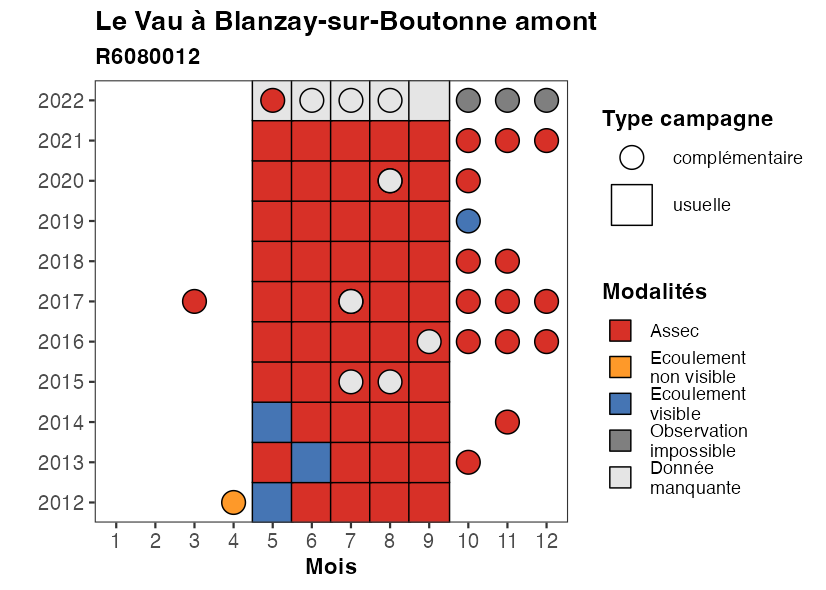 Le Vau à Blanzay-sur-Boutonne amont
R6080012
2022
2021
2020
2019
2018
2017
2016
2015
2014
2013
2012
1 2 3 4 5 6 7 8 9 10 11 12
Mois
Type campagne
complémentaire
usuelle
Modalités
Assec
Ecoulement
non visible
Ecoulement
visible
Observation
impossible
Donnée
manquante